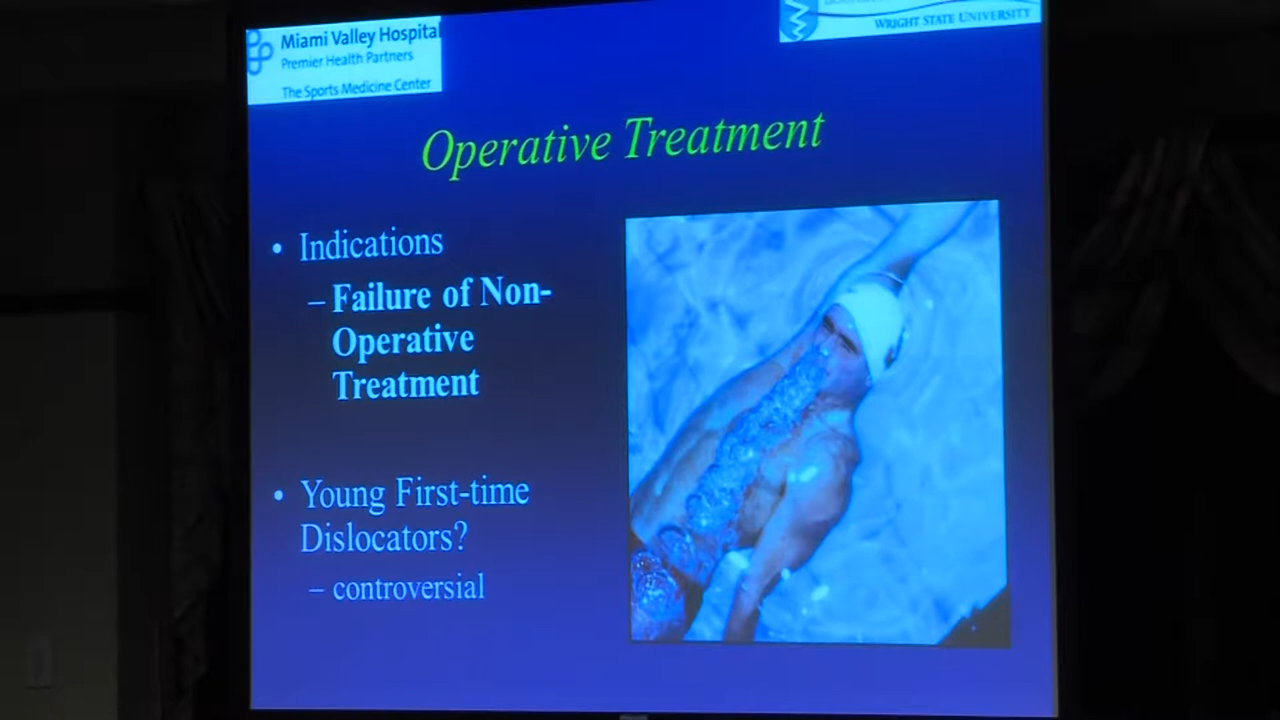 Miami Valley Hospital
Premier Health Partners
The Sports Medicine Center
WRIGHT STATE UNIVERSITY
Operative Treatment
• Indications
– Failure of Non-
Operative
Treatment
• Young First-time
Dislocators?
– controversial